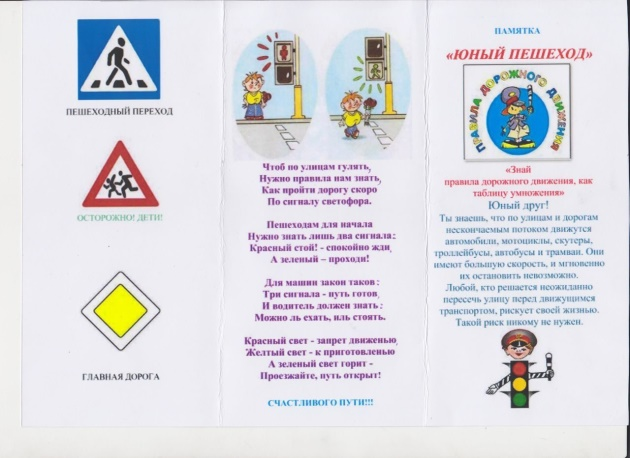 ПЕШЕХОДНЫЙ ПЕРЕХОД
ОСТОРОЖНО! ДЕТИ!
ГЛАВНАЯ ДОРОГА
Чтоб по улицам гулять,
Нужно правила нам знать,
Как пройти дорогу скоро
По сигналу светофора.
Пешеходам для начала
Нужно знать лишь два сигнала:
Красный стой! - спокойно жди,
А зеленый – проходи!
Для машин закон таков:
Три сигнала - путь готов,
И водитель должен знать:
Можно ль ехать, иль стоять.
Красный свет - запрет движенью,
Желтый свет - к приготовленью
А зеленый свет горит -
Проезжайте, путь открыт!
СЧАСТЛИВОГО ПУТИ!!!
ПАМЯТКА
«ЮНЫЙ ПЕШЕХОД»
ПРАВИЛА ДОРОЖНОГО ДВИЖЕНИЯ
«Знай
правила дорожного движения, как
таблицу умножения»
Юный друг!
Ты знаешь, что по улицам и дорогам
нескончаемым потоком движутся
автомобили, мотоциклы, скутеры,
троллейбусы, автобусы и трамваи. Они
имеют большую скорость, и мгновенно
их остановить невозможно.
Любой, кто решается неожиданно
пересечь улицу перед движущимся
транспортом, рискует своей жизнью.
Такой риск никому не нужен.